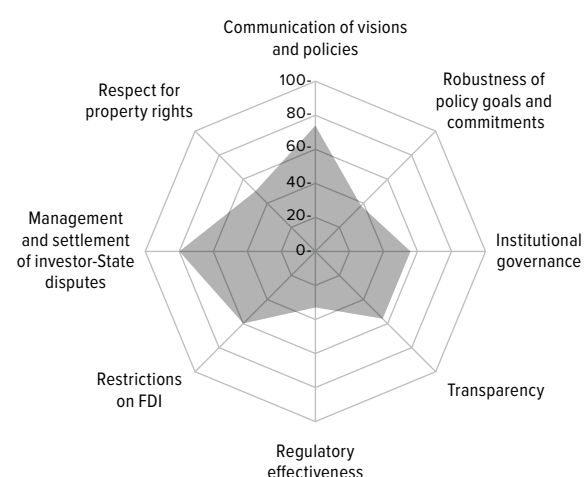 Communication of visions
and policies
Robustness of
policy goals and
commitments
Respect for
property rights
100-
80-
60-
40-
20-
0-
Institutional
governance
Management
and settlement
of investor-State
disputes
Transparency
Restrictions
on FDI
Regulatory
effectiveness